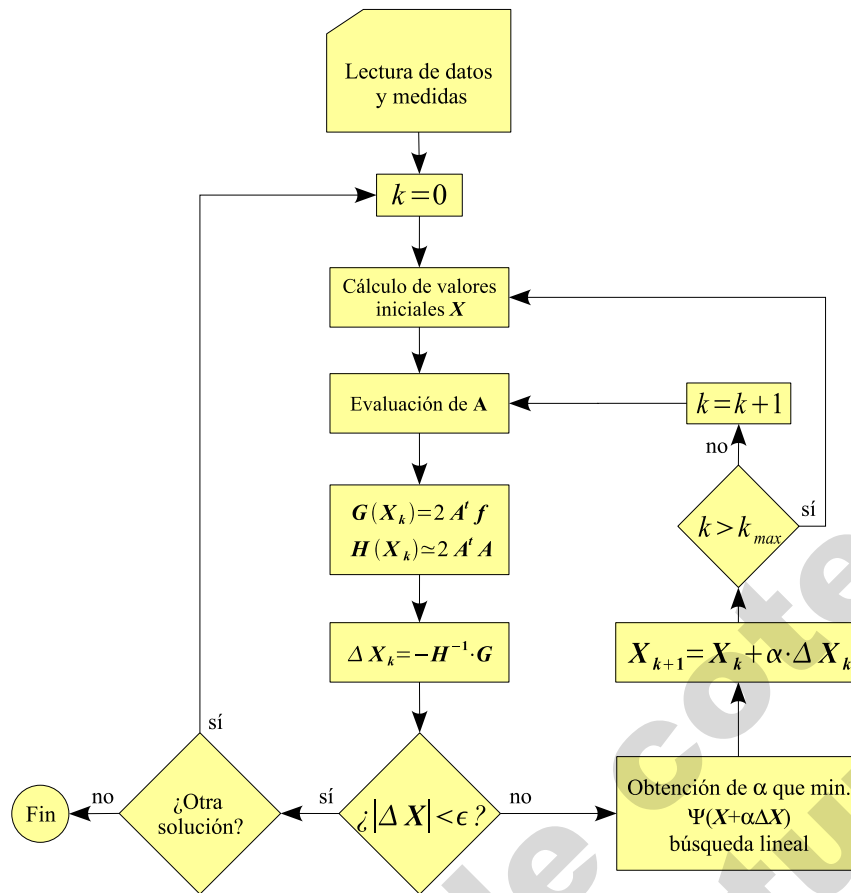 Lectura de datos
y medidas
k=0
Cálculo de valores
iniciales X
Evaluación de A
k=k+1
no
sí
k>k_max
G(X_k)=2 A^t f
H(X_k)≃2 A^t A
ΔX_k=−H^−1·G
X_k+1=X_k+α·ΔX_k
sí
Fin
no
¿Otra
solución?
sí
¿|ΔX|<ϵ?
no
Obtención de α que min.
Ψ(X+αΔX)
búsqueda lineal